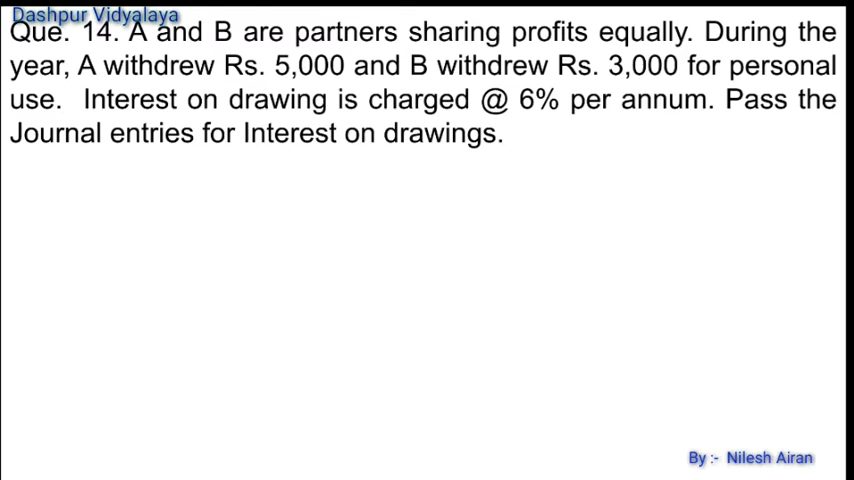 Dashpur Vidyalaya
Que. 14. A and B are partners sharing profits equally. During the
year, A withdrew Rs. 5,000 and B withdrew Rs. 3,000 for personal
use. Interest on drawing is charged @ 6% per annum. Pass the
Journal entries for Interest on drawings.
By :- Nilesh Airan